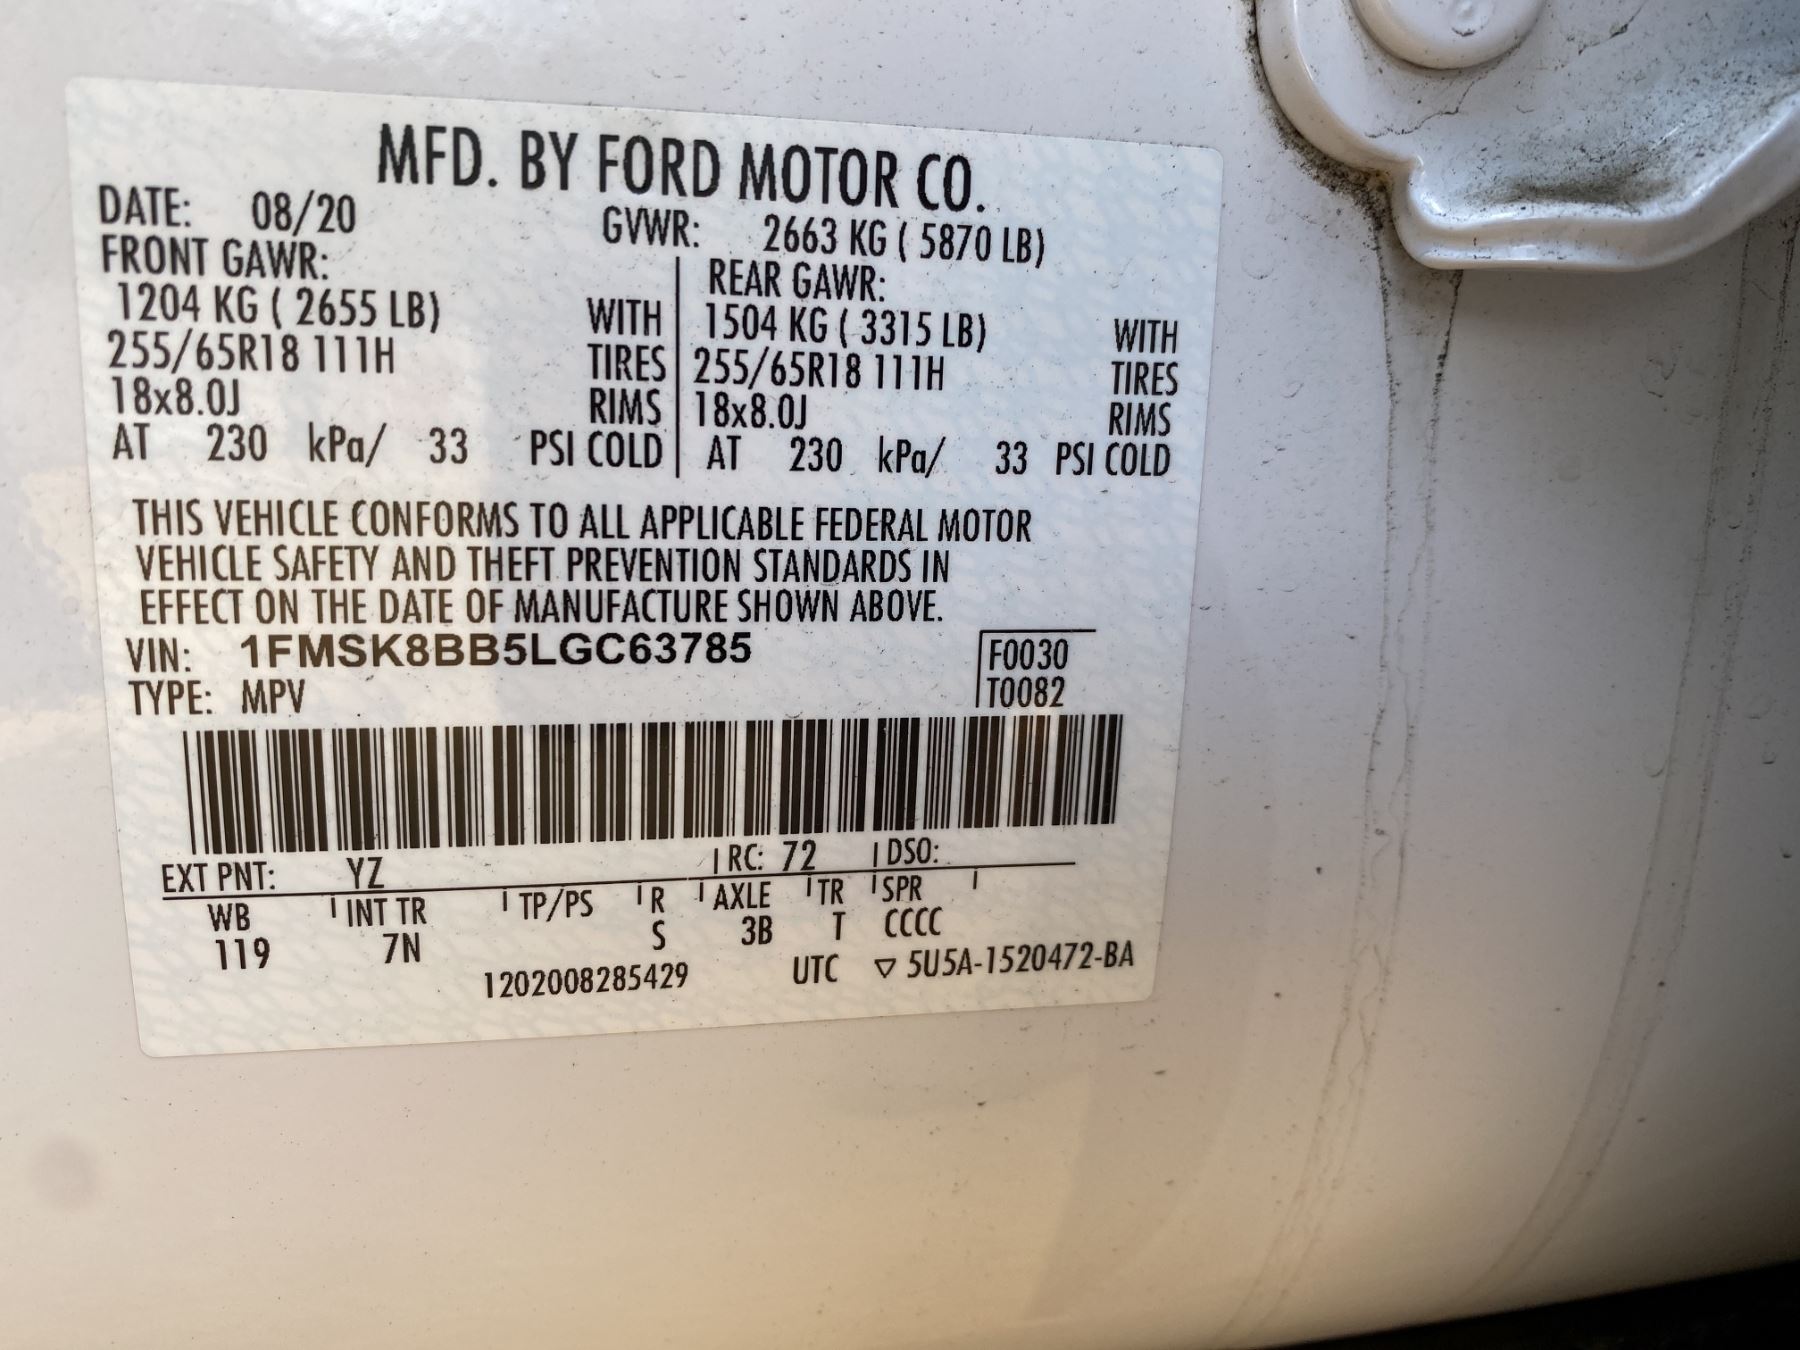 MFD. BY FORD MOTOR CO.
DATE: 08/20 GVWR: 2663 KG ( 5870 LB)
FRONT GAWR: REAR GAWR:
1204 KG ( 2655 LB) WITH 1504 KG ( 3315 LB) WITH
255/65R18 111H TIRES 255/65R18 111H TIRES
18x8.0J RIMS 18x8.0J RIMS
AT 230 kPa/ 33 PSI COLD AT 230 kPa/ 33 PSI COLD
THIS VEHICLE CONFORMS TO ALL APPLICABLE FEDERAL MOTOR
VEHICLE SAFETY AND THEFT PREVENTION STANDARDS IN
EFFECT ON THE DATE OF MANUFACTURE SHOWN ABOVE.
VIN: 1FMSK8BB5LGC63785 F0030
TYPE: MPV T0082
EXT PNT: YZ RC: 72 DSO:
WB INT TR TP/PS R AXLE TR SPR
119 7N S 3B T CCCC
1202008285429 UTC ▽ 5U5A-1520472-BA